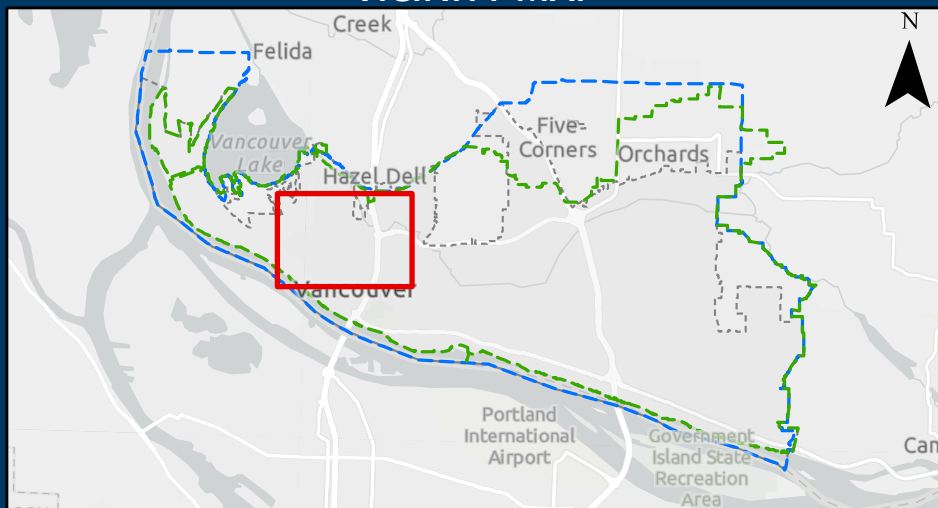 Creek
N
Felida
Five-
Corners
Vancouver
Lake
Orchards
Hazel Dell
Vancouver
Portland
International
Airport
Government
Island State
Recreation
Area